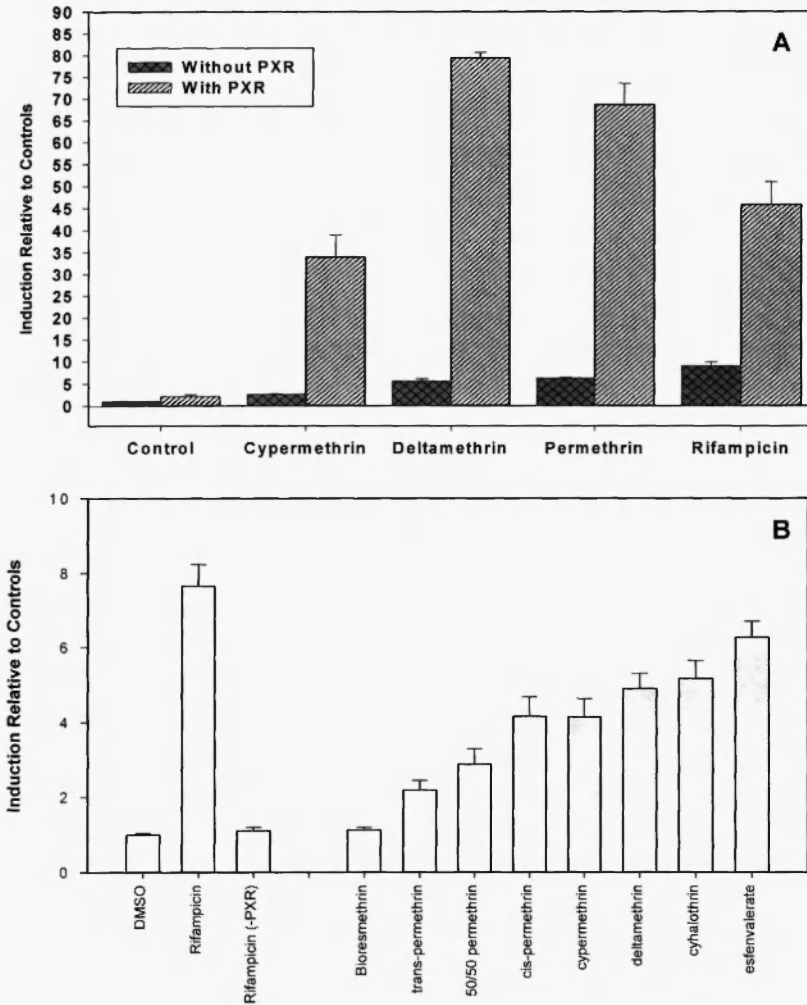 90
85
80
75
70
65
60
55
50
45
40
35
30
25
20
15
10
5
0
Induction Relative to Controls
Without PXR
With PXR
A
Control Cypermethrin Deltamethrin Permethrin Rifampicin
10
8
6
4
2
0
Induction Relative to Controls
B
DMSO
Rifampicin
Rifampicin (-PXR)
Bioresmethrin
trans-permethrin
50/50 permethrin
cis-permethrin
cypermethrin
deltamethrin
cyhalothrin
esfenvalerate